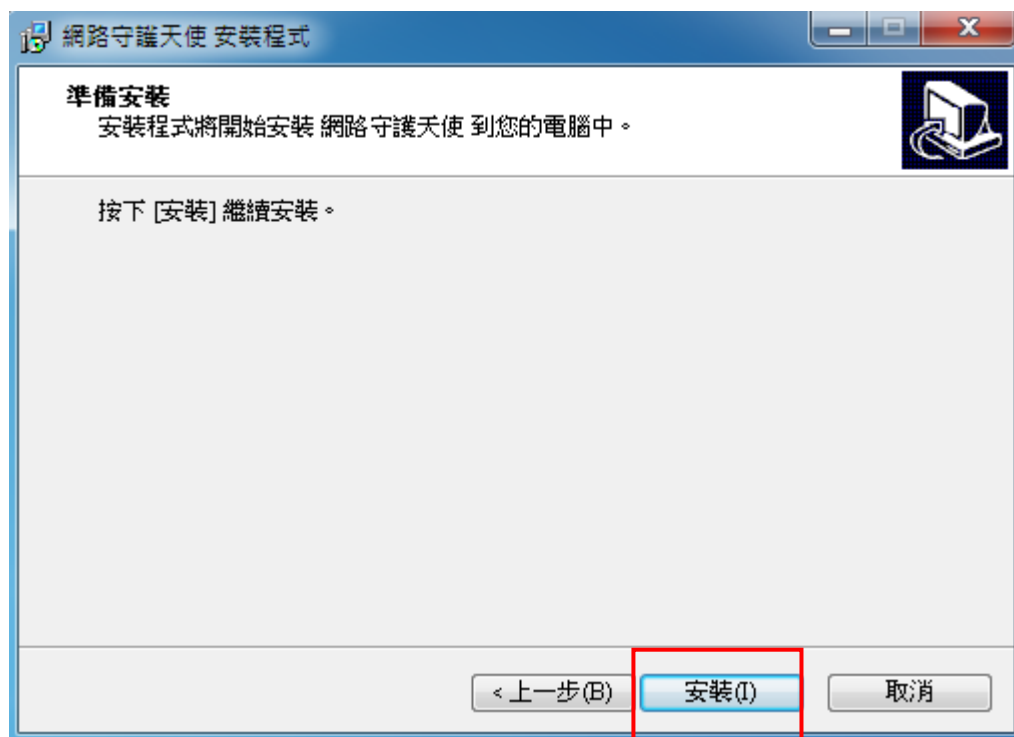 網路守護天使 安裝程式
準備安裝
安裝程式將開始安裝 網路守護天使 到您的電腦中。
按下 [安裝] 繼續安裝。
< 上一步(B)
安裝(I)
取消